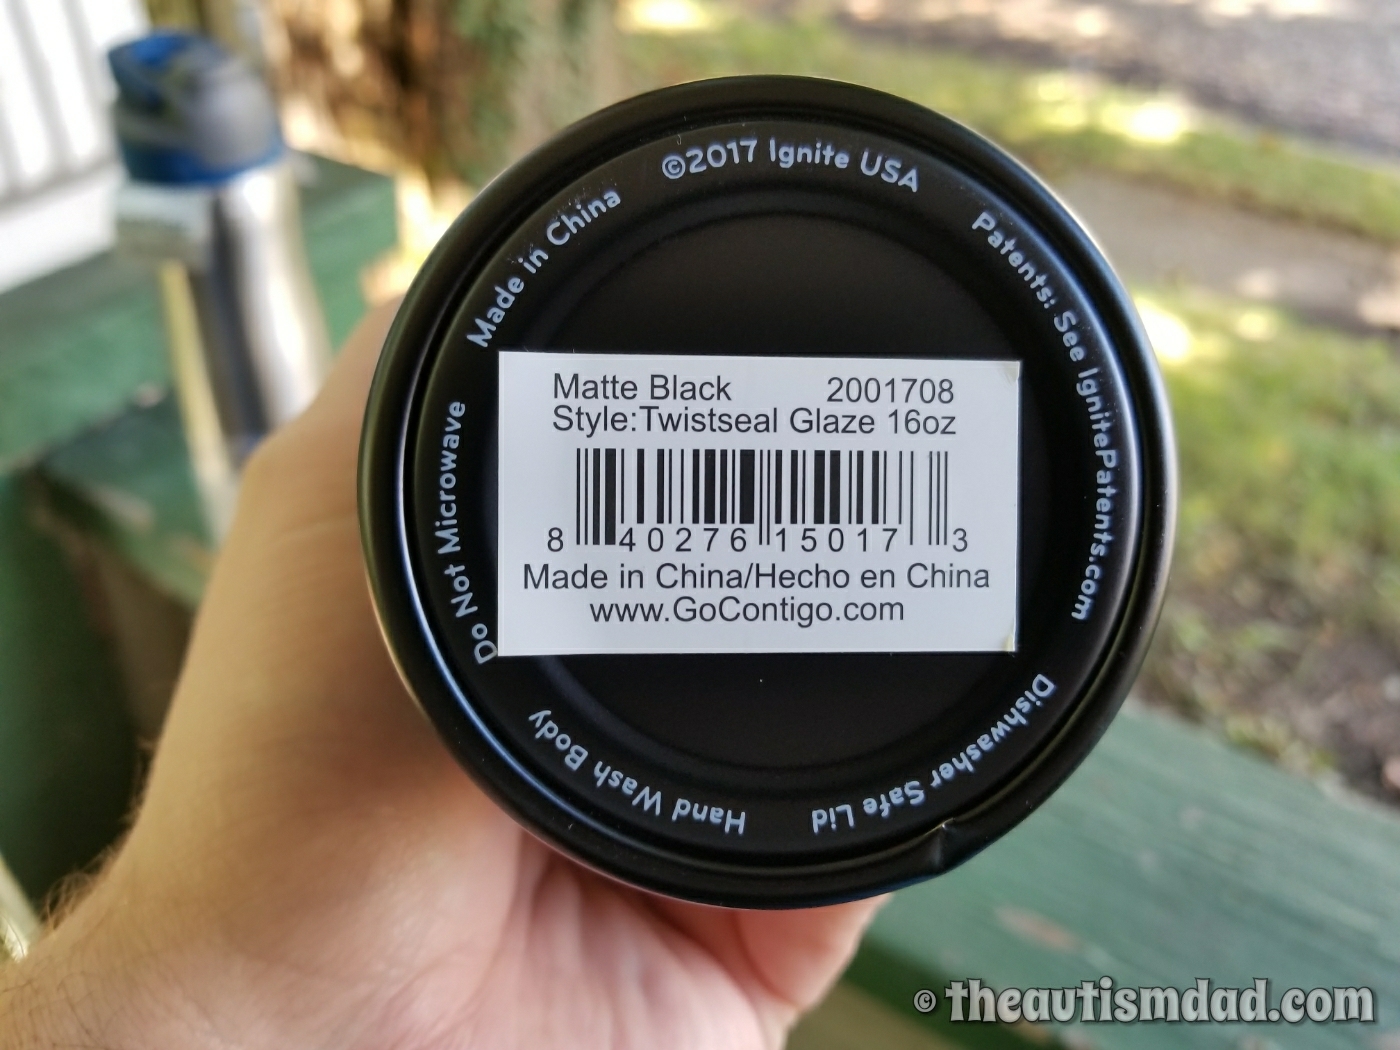 ©2017 Ignite USA
Patents: See IgnitePatents.com
Dishwasher Safe Lid
Hand Wash Body
Do Not Microwave
Made in China
Matte Black 2001708
Style:Twistseal Glaze 16oz
8 40276 15017 3
Made in China/Hecho en China
www.GoContigo.com
© theautismdad.com